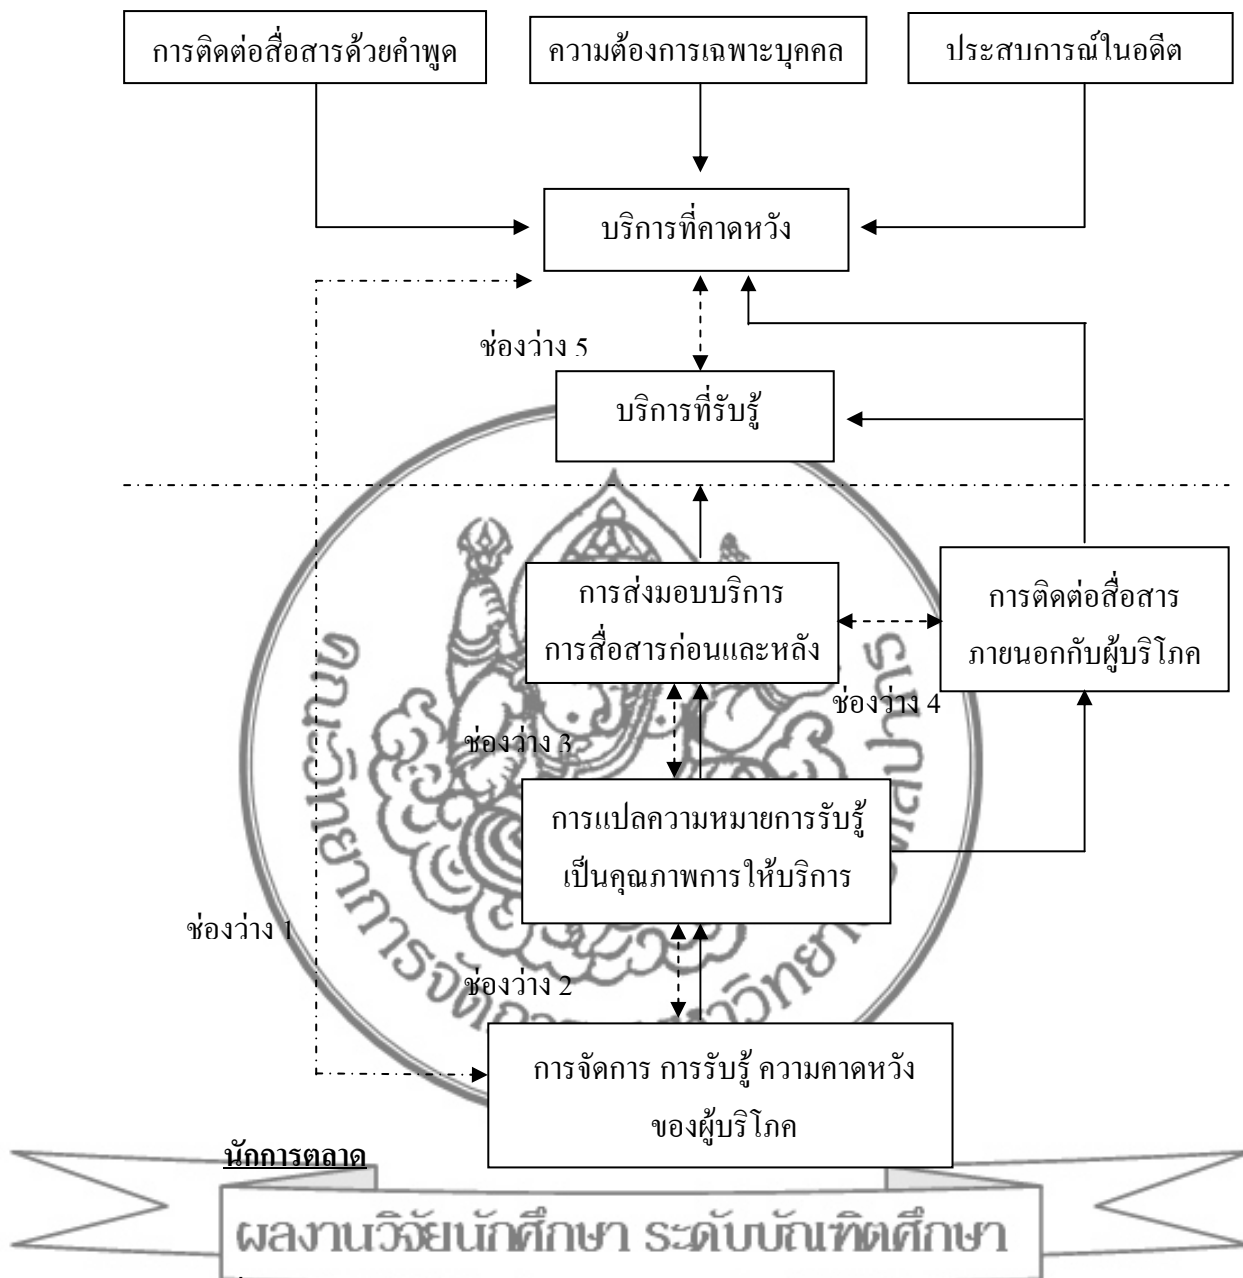 การติดต่อสื่อสารด้วยคำพูด
ความต้องการเฉพาะบุคคล
ประสบการณ์ในอดีต
บริการที่คาดหวัง
ช่องว่าง 5
บริการที่รับรู้
การส่งมอบบริการ
การสื่อสารก่อนและหลัง
การติดต่อสื่อสาร
ภายนอกกับผู้บริโภค
ช่องว่าง 4
ช่องว่าง 3
การแปลความหมายการรับรู้
เป็นคุณภาพการให้บริการ
ช่องว่าง 1
ช่องว่าง 2
การจัดการ การรับรู้ ความคาดหวัง
ของผู้บริโภค
นักการตลาด
ผลงานวิจัยนักศึกษา ระดับบัณฑิตศึกษา